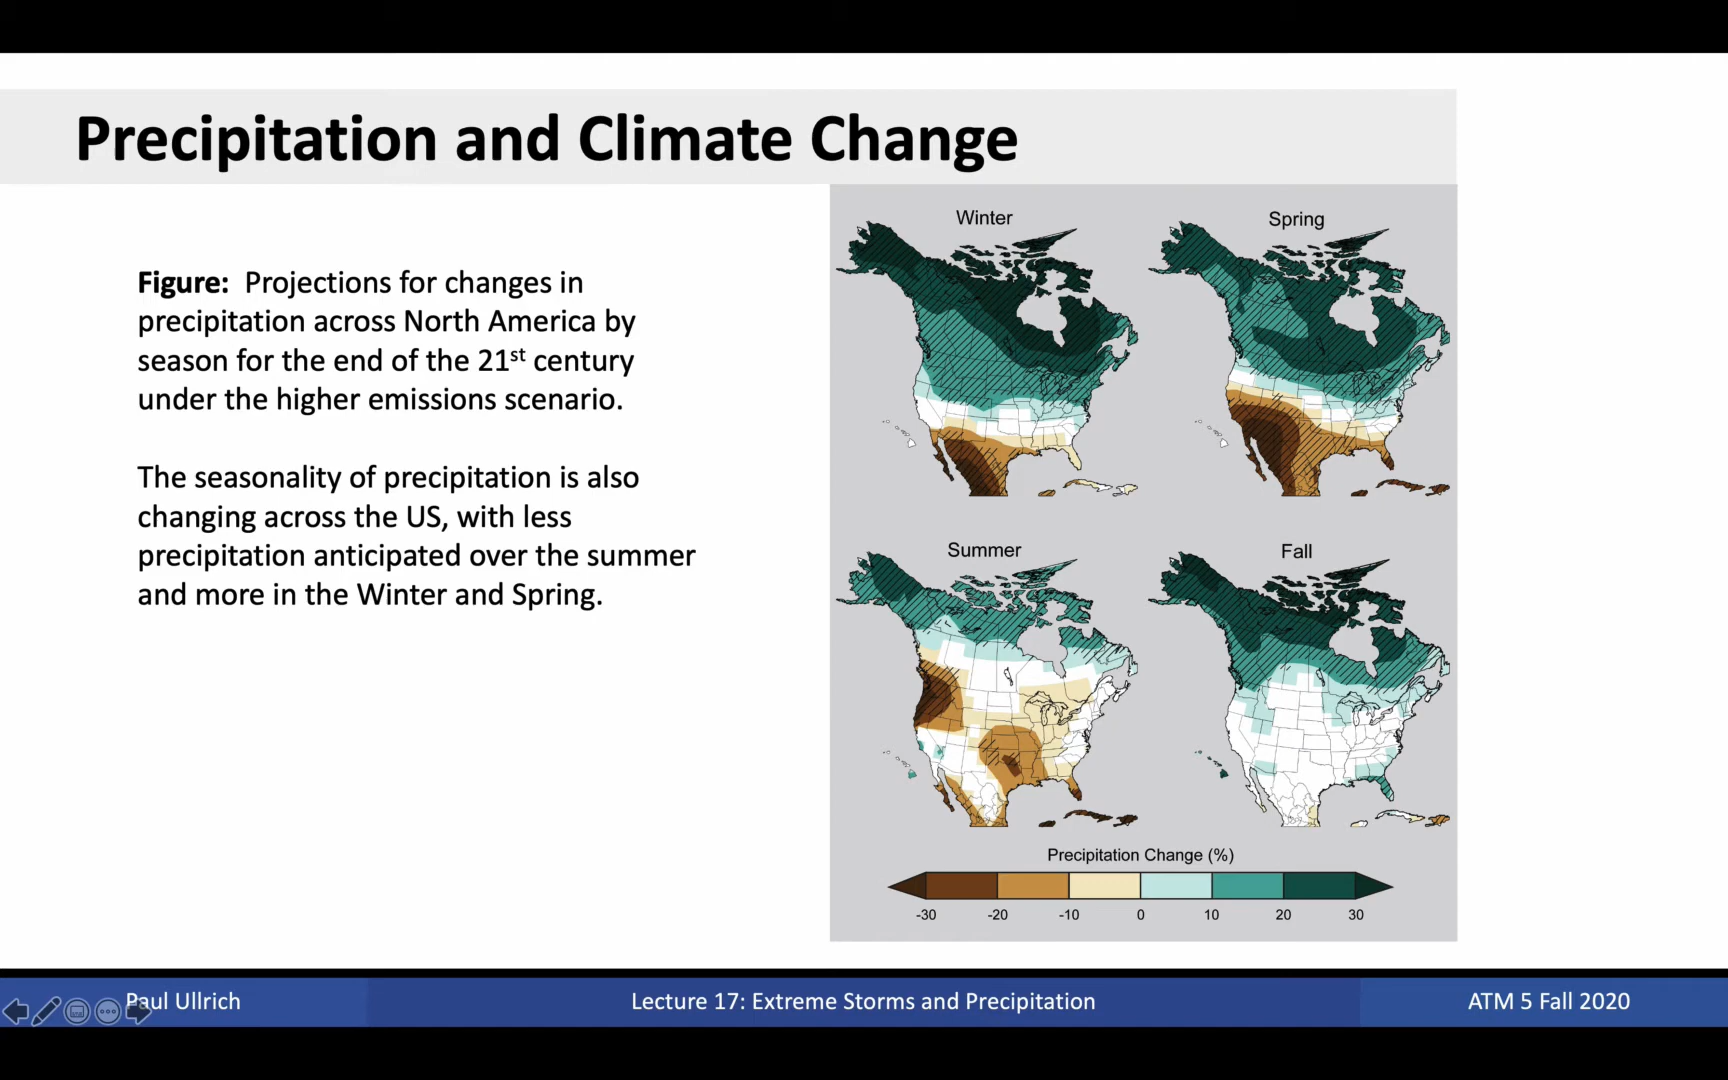 Precipitation and Climate Change
Figure: Projections for changes in
precipitation across North America by
season for the end of the 21st century
under the higher emissions scenario.
The seasonality of precipitation is also
changing across the US, with less
precipitation anticipated over the summer
and more in the Winter and Spring.
Winter
Spring
Summer
Fall
Precipitation Change (%)
-30 -20 -10 0 10 20 30
Paul Ullrich
Lecture 17: Extreme Storms and Precipitation
ATM 5 Fall 2020